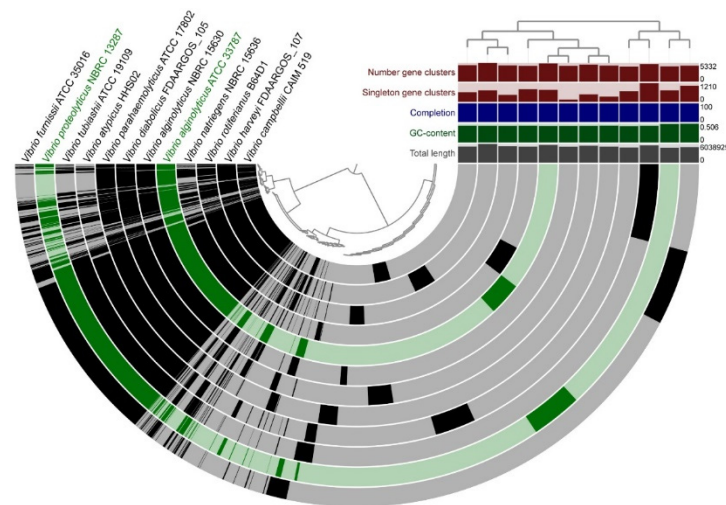 Vibrio furnissii ATCC 35016
Vibrio proteolyticus NBRC 13287
Vibrio tubiashii ATCC 19109
Vibrio atypicus HHS02
Vibrio parahaemolyticus ATCC 17802
Vibrio diabolicus FDAARGOS_105
Vibrio alginolyticus NBRC 15630
Vibrio alginolyticus ATCC 33787
Vibrio natriegens NBRC 15636
Vibrio rotiferianus B64D1
Vibrio harveyi FDAARGOS_107
Vibrio campbellii CAIM 519
Number gene clusters
5332
0
Singleton gene clusters
1210
0
Completion
100
0
GC-content
0.506
0
Total length
6038925
0